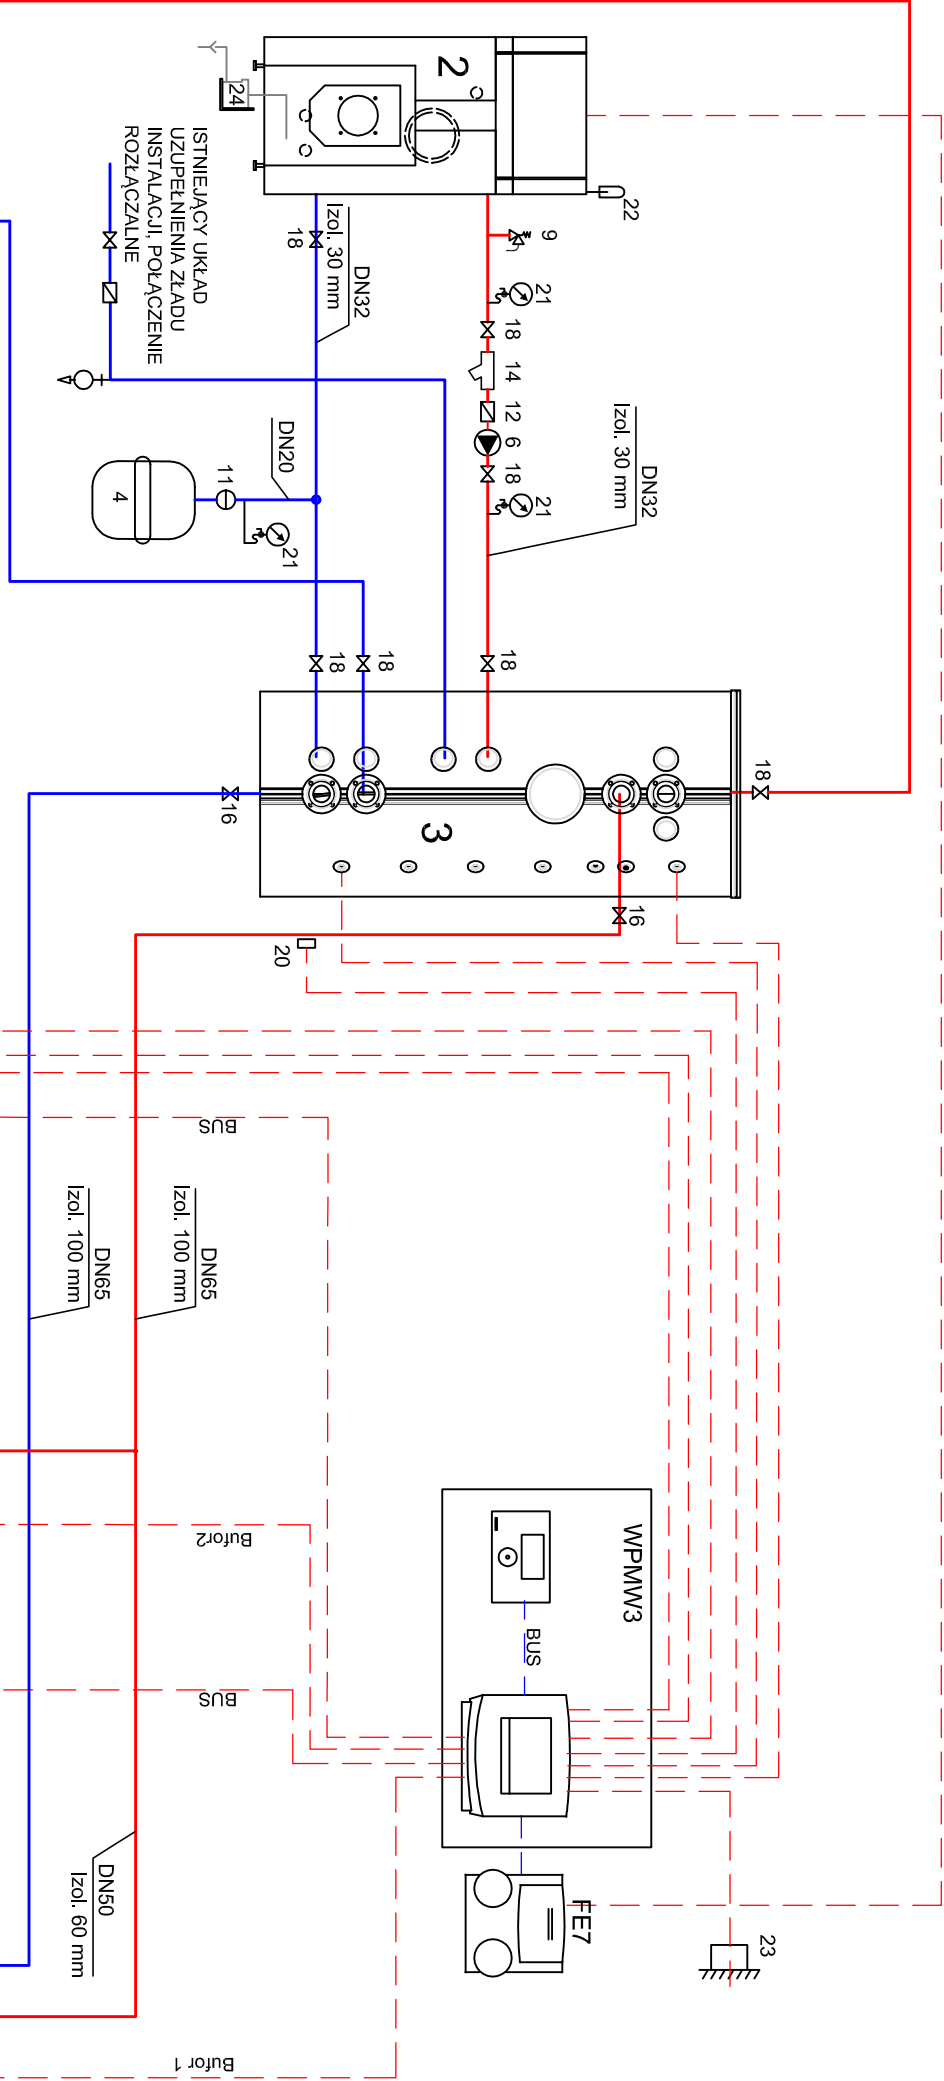 2
24
22
ISTNIEJĄCY UKŁAD
UZUPEŁNIENIA ZŁADU
INSTALACJI, POŁĄCZENIE
ROZŁĄCZALNE
9
18
DN32
Izol. 30 mm
21
18
14
12
6
18
21
DN32
Izol. 30 mm
DN20
11
4
21
18
18
18
18
16
3
16
20
BUS
DN65
Izol. 100 mm
DN65
Izol. 100 mm
WPMW3
BUS
Bufor2
BUS
DN50
Izol. 60 mm
FE7
23
Bufor 1